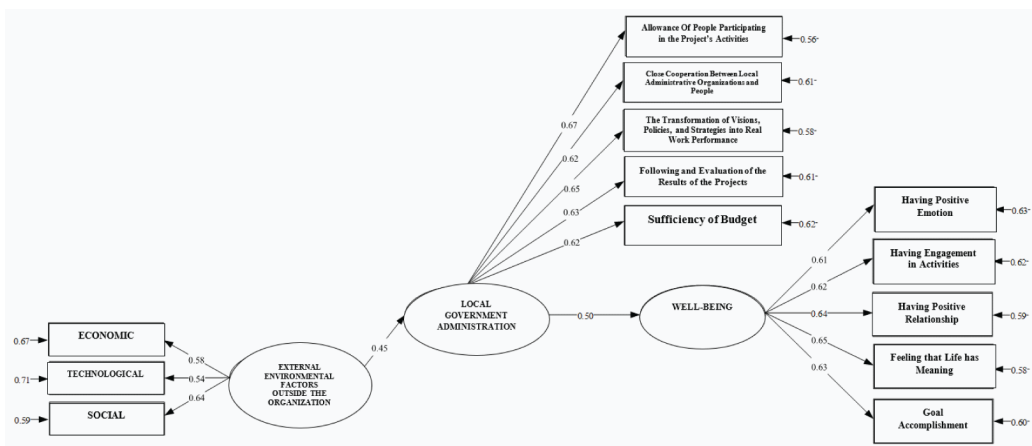 Allowance Of People Participating
in the Project's Activities
0.56
Close Cooperation Between Local
Administrative Organizations and
People
0.61
The Transformation of Visions,
Policies, and Strategies into Real
Work Performance
0.58
Following and Evaluation of the
Results of the Projects
0.61
Sufficiency of Budget
0.62
0.67
0.62
0.65
0.63
0.62
Having Positive
Emotion
0.63
Having Engagement
in Activities
0.62
Having Positive
Relationship
0.59
Feeling that Life has
Meaning
0.58
Goal
Accomplishment
0.60
0.61
0.62
0.64
0.65
0.63
LOCAL
GOVERNMENT
ADMINISTRATION
0.50
WELL-BEING
0.45
0.67
ECONOMIC
0.58
0.71
TECHNOLOGICAL
0.54
0.59
SOCIAL
0.64
EXTERNAL
ENVIRONMENTAL
FACTORS
OUTSIDE THE
ORGANIZATION